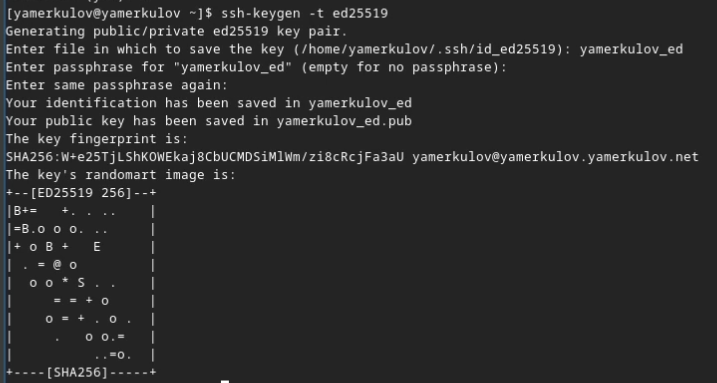 [yamerkulov@yamerkulov ~]$ ssh-keygen -t ed25519
Generating public/private ed25519 key pair.
Enter file in which to save the key (/home/yamerkulov/.ssh/id_ed25519): yamerkulov_ed
Enter passphrase for "yamerkulov_ed" (empty for no passphrase):
Enter same passphrase again:
Your identification has been saved in yamerkulov_ed
Your public key has been saved in yamerkulov_ed.pub
The key fingerprint is:
SHA256:W+e25TjLShKOWEkaj8CbUCMDSiMlWm/zi8cRcjFa3aU yamerkulov@yamerkulov.yamerkulov.net
The key's randomart image is:
+--[ED25519 256]--+
|B+=   +. . ..    |
|=B.o o o. ..     |
|+ o B +   E      |
| . = @ o         |
|  o o * S . .    |
|     = = + o     |
|    o = + . o .  |
|     .   o o.=   |
|          ..=o.  |
+----[SHA256]-----+